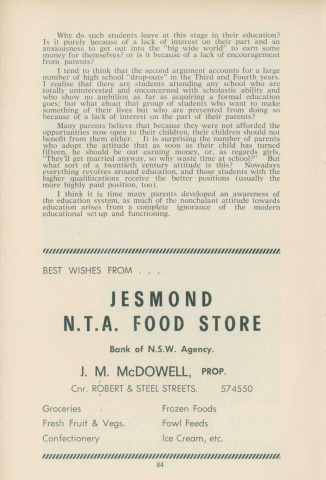 Why do such students leave at this stage in their education?
Is it purely because of a lack of interest on their part and an
anxiousness to get out into the "big wide world" to earn some
money for themselves? or is it because of a lack of encouragement
from parents?
I tend to think that the second argument accounts for a large
number of high school "drop-outs" in the Third and Fourth years.
I realise that there are students attending any school who are
totally uninterested and unconcerned with scholastic ability and
who show no ambition as far as acquiring a formal education
goes; but what about that group of students who want to make
something of their lives but who are prevented from doing so
because of a lack of interest on the part of their parents?
Many parents believe that because they were not afforded the
opportunities now open to their children, their children should not
benefit from them either. It is surprising the number of parents
who adopt the attitude that as soon as their child has turned
fifteen, he should be out earning money, or, as regards girls,
"They'll get married anyway, so why waste time at school?" But
what sort of a twentieth century attitude is this? Nowadays
everything revolves around education, and those students with the
higher qualifications receive the better positions (usually the
more highly paid position, too).
I think it is time many parents developed an awareness of
the education system, as much of the nonchalant attitude towards
education arises from a complete ignorance of the modern
educational set-up and functioning.
BEST WISHES FROM . . .
JESMOND
N.T.A. FOOD STORE
Bank of N.S.W. Agency.
J. M. McDOWELL, PROP.
Cnr. ROBERT & STEEL STREETS. 574550
Groceries Frozen Foods
Fresh Fruit & Vegs. Fowl Feeds
Confectionery Ice Cream, etc.
84